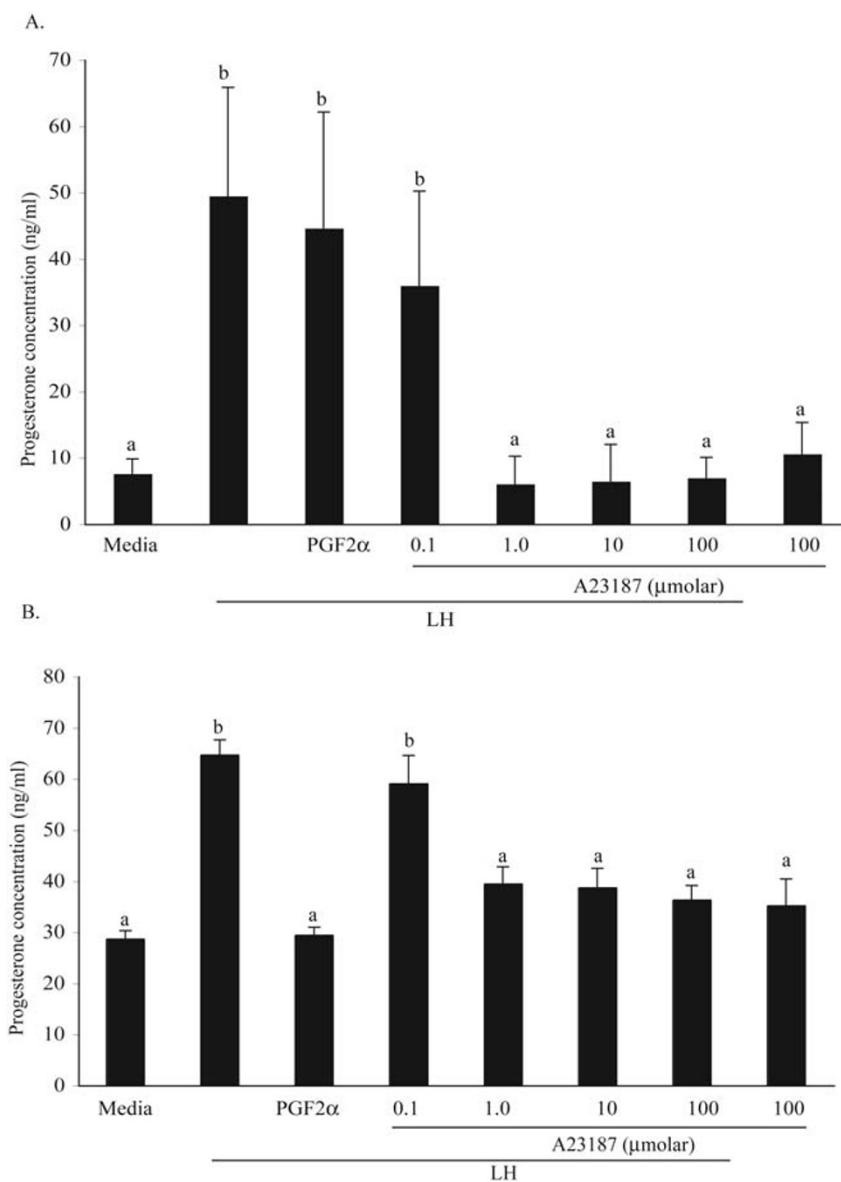 A.
Progesterone concentration (ng/ml)
70
60
50
40
30
20
10
0
a
b
b
b
a
a
a
a
Media
PGF2α
0.1
1.0
10
100
100
A23187 (μmolar)
LH
B.
Progesterone concentration (ng/ml)
80
70
60
50
40
30
20
10
0
a
b
a
b
a
a
a
a
Media
PGF2α
0.1
1.0
10
100
100
A23187 (μmolar)
LH